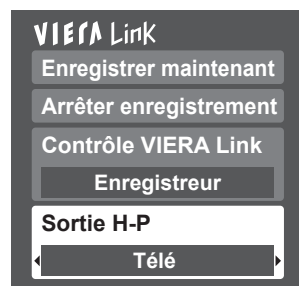 VIERA Link
Enregistrer maintenant
Arrêter enregistrement
Contrôle VIERA Link
Enregistreur
Sortie H-P
Télé